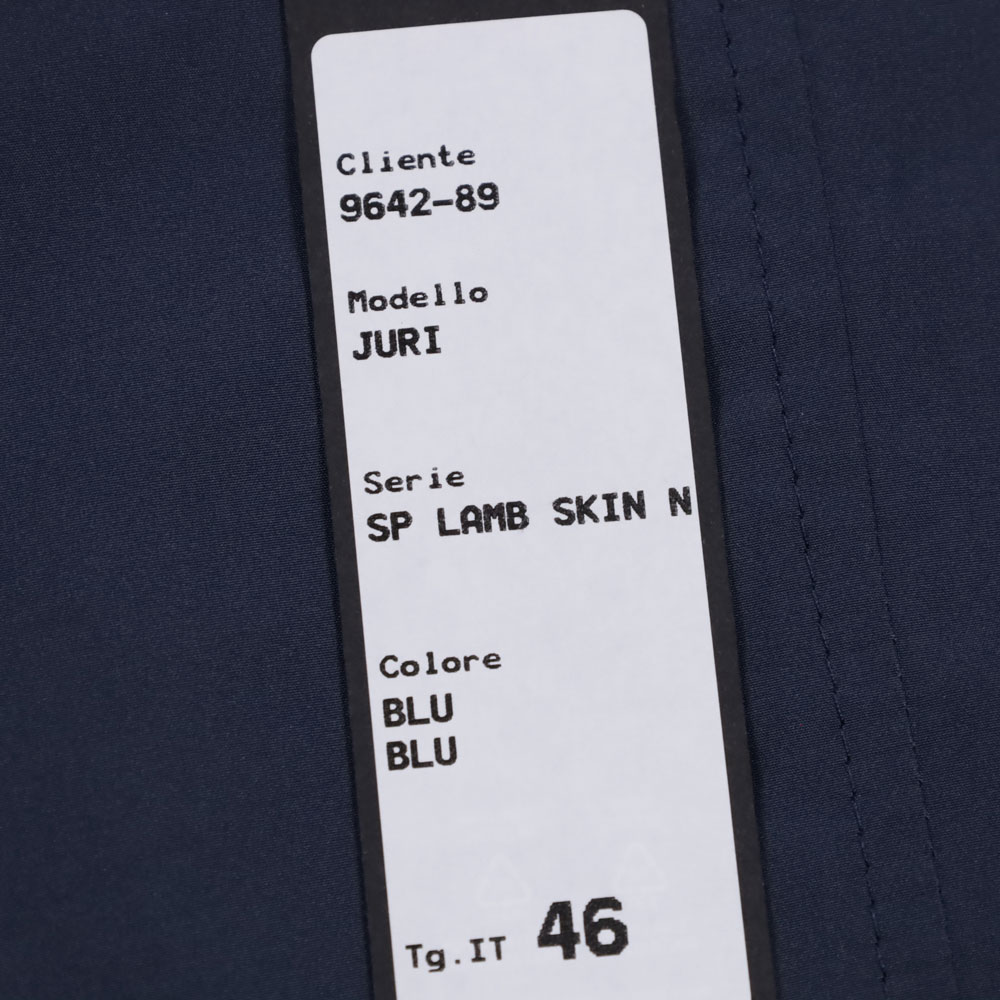 Cliente
9642-89
Modello
JURI
Serie
SP LAMB SKIN N
Colore
BLU
BLU
Tg.IT 46